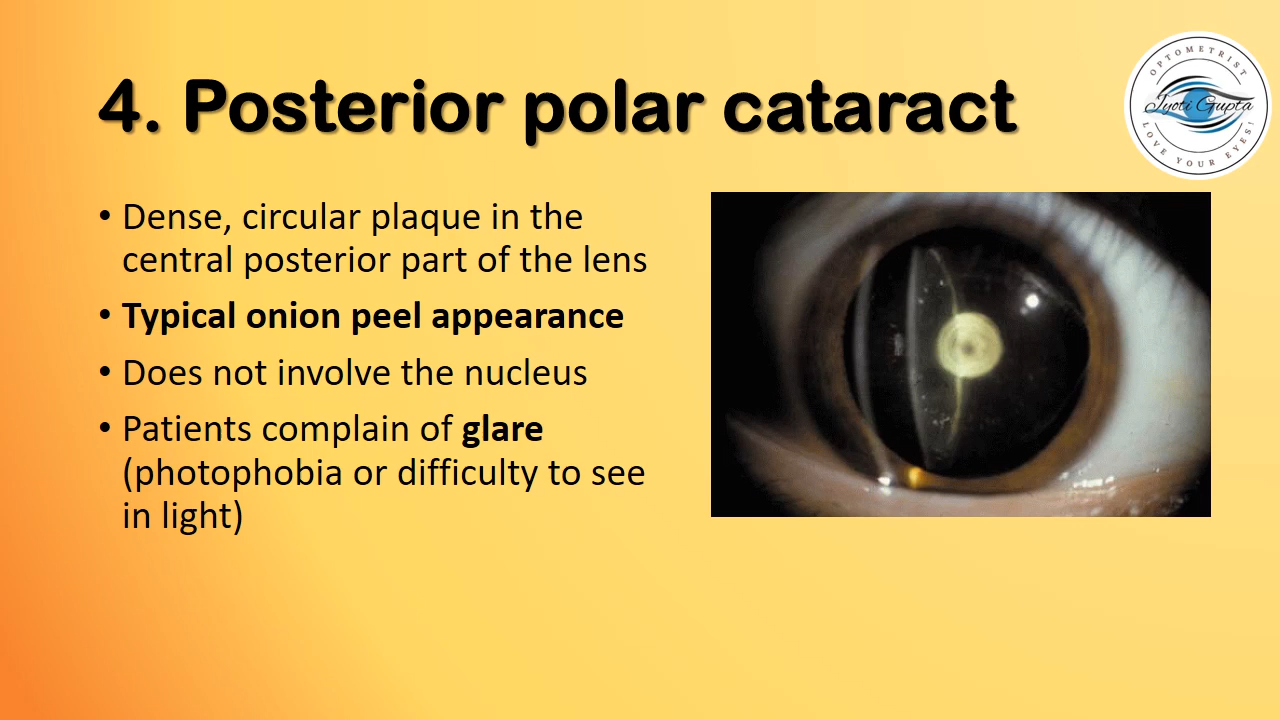 4. Posterior polar cataract
OPTOMETRIST
Jyoti Gupta
LOVE YOUR EYES!
• Dense, circular plaque in the
central posterior part of the lens
• Typical onion peel appearance
• Does not involve the nucleus
• Patients complain of glare
(photophobia or difficulty to see
in light)